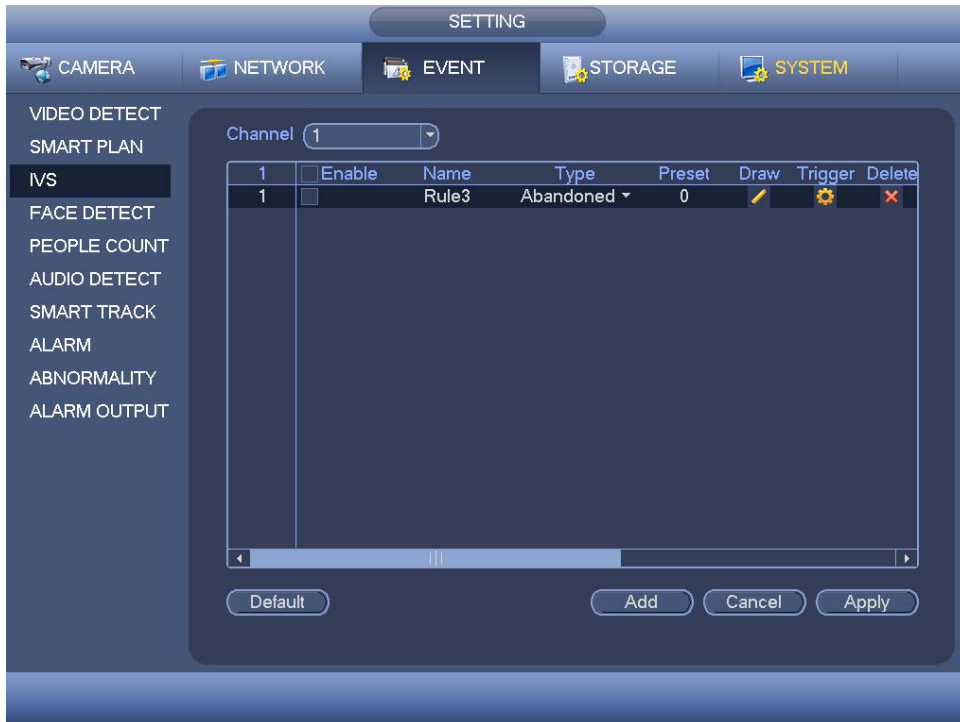 SETTING
CAMERA NETWORK EVENT STORAGE SYSTEM
VIDEO DETECT
SMART PLAN
IVS
FACE DETECT
PEOPLE COUNT
AUDIO DETECT
SMART TRACK
ALARM
ABNORMALITY
ALARM OUTPUT
Channel 1
1 Enable Name Type Preset Draw Trigger Delete
1 Rule3 Abandoned 0
Default Add Cancel Apply